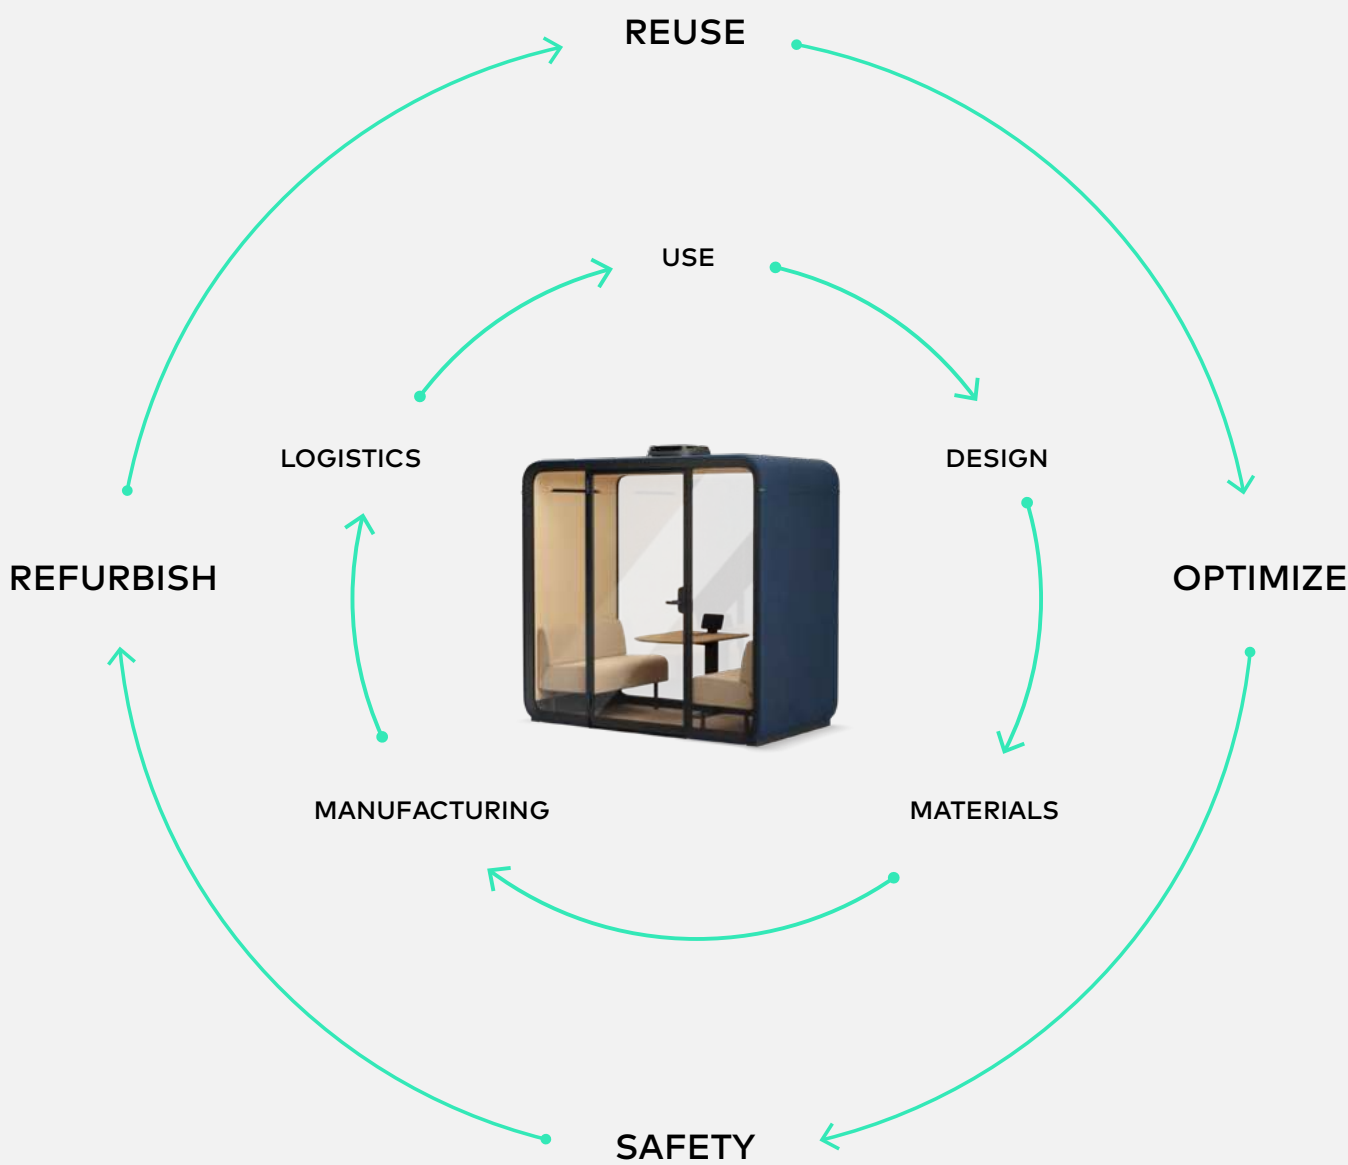 REUSE
USE
LOGISTICS
DESIGN
REFURBISH
OPTIMIZE
MANUFACTURING
MATERIALS
SAFETY